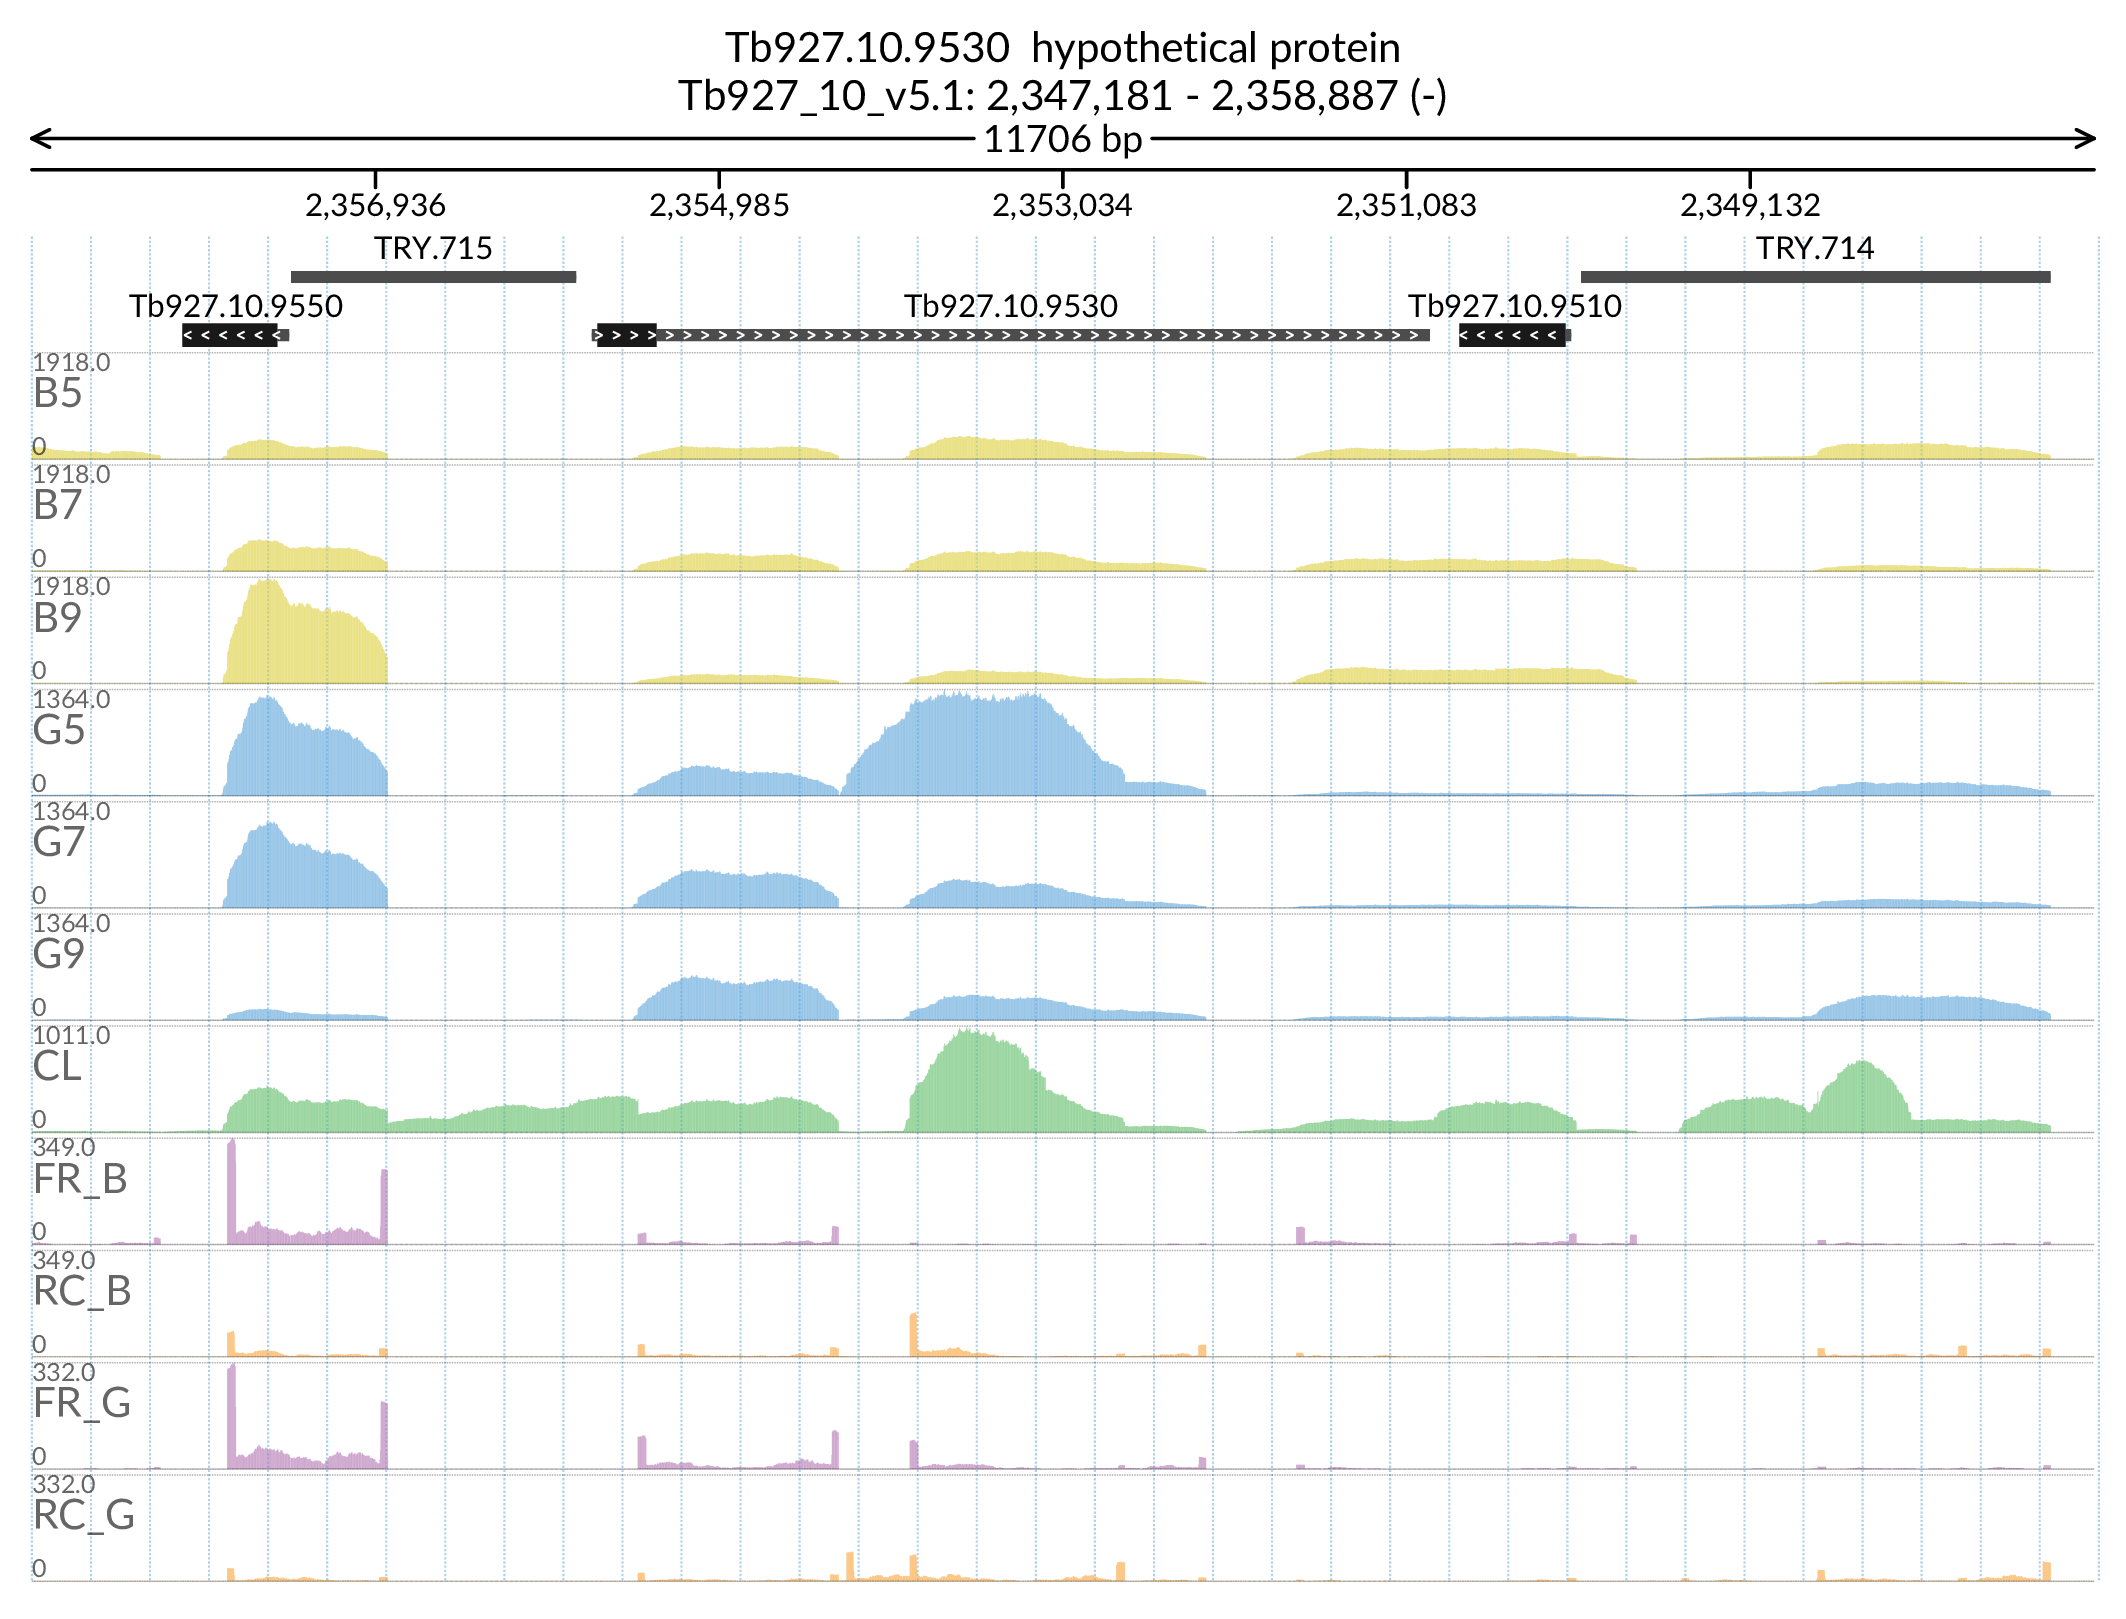 Tb927.10.9530 hypothetical protein
Tb927_10_v5.1: 2,347,181 - 2,358,887 (-)
11706 bp
2,356,936 2,354,985 2,353,034 2,351,083 2,349,132
TRY.715 TRY.714
Tb927.10.9550 Tb927.10.9530 Tb927.10.9510
1918.0
B5
0
1918.0
B7
0
1918.0
B9
0
1364.0
G5
0
1364.0
G7
0
1364.0
G9
0
1011.0
CL
0
349.0
FR_B
0
349.0
RC_B
0
332.0
FR_G
0
332.0
RC_G
0